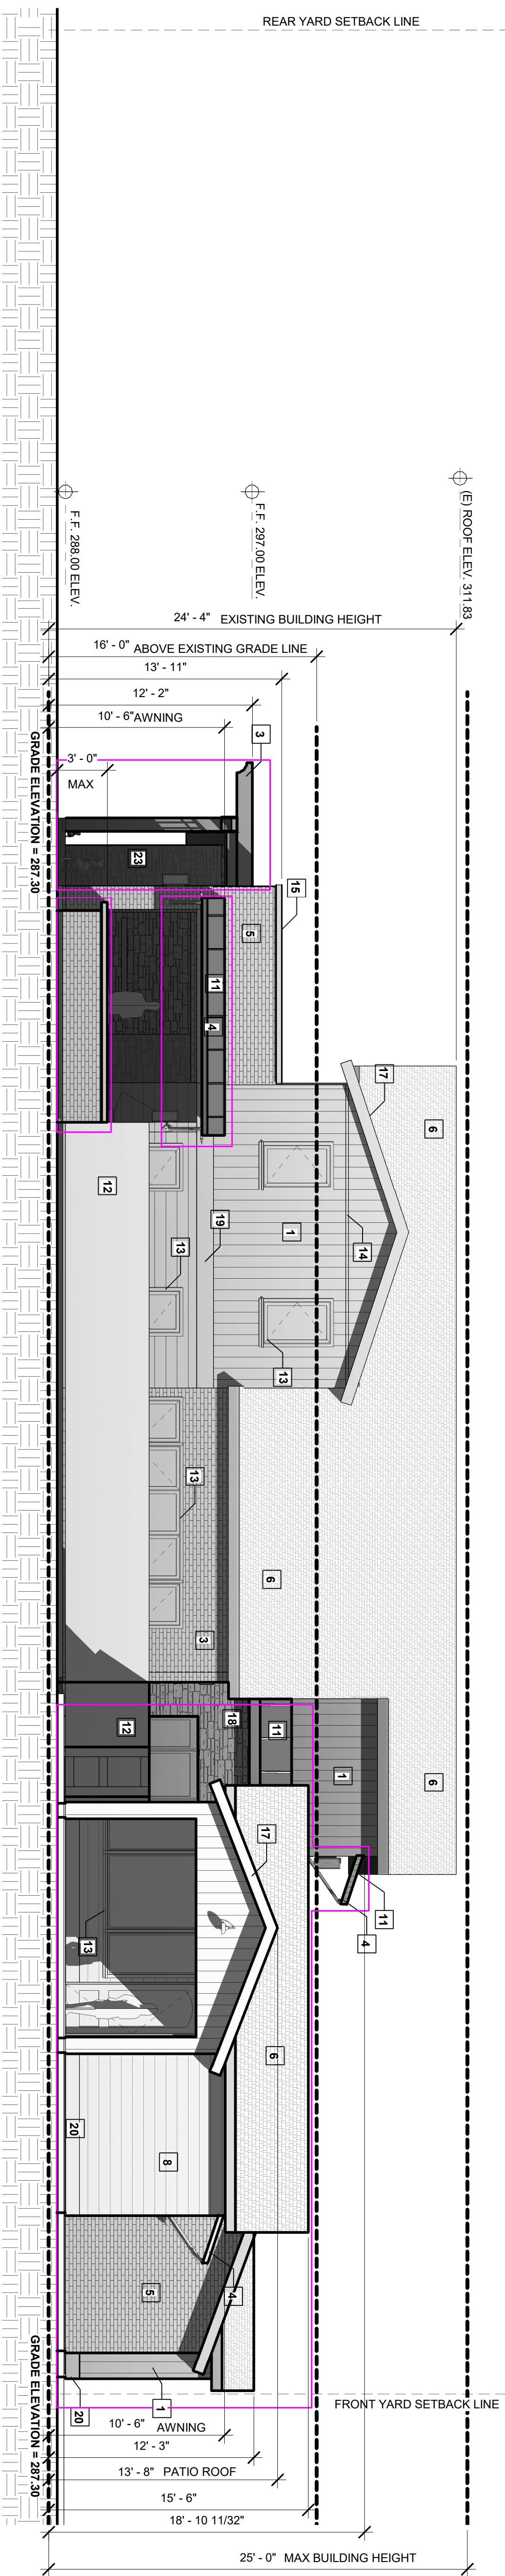 REAR YARD SETBACK LINE
(E) ROOF ELEV. 311.83
F.F. 297.00 ELEV.
F.F. 288.00 ELEV.
24' - 4" EXISTING BUILDING HEIGHT
16' - 0" ABOVE EXISTING GRADE LINE
13' - 11"
12' - 2"
10' - 6" AWNING
3
3' - 0"
MAX
GRADE ELEVATION = 287.30
23
15
5
11
4
17
6
12
19
1
14
13
13
13
6
3
18
11
12
1
6
17
11
4
13
6
20
8
4
5
1
20
GRADE ELEVATION = 287.30
FRONT YARD SETBACK LINE
10' - 6" AWNING
12' - 3"
13' - 8" PATIO ROOF
15' - 6"
18' - 10 11/32"
25' - 0" MAX BUILDING HEIGHT